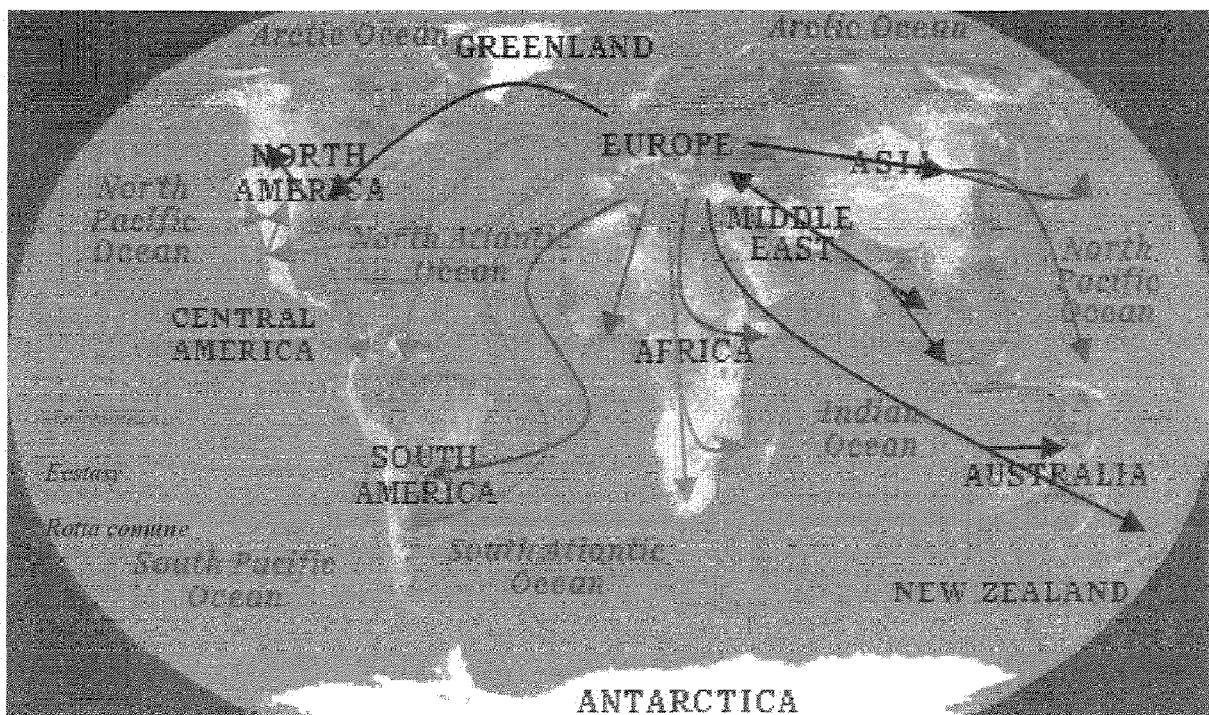 Arctic Ocean
Arctic Ocean
GREENLAND
EUROPE
NORTH
AMERICA
ASIA
North
Pacific
Ocean
MIDDLE
EAST
North Atlantic
Ocean
North
Pacific
Ocean
CENTRAL
AMERICA
AFRICA
Indian
Ocean
SOUTH
AMERICA
AUSTRALIA
Ecstasy
Rotta comune
South Pacific
Ocean
South Atlantic
Ocean
NEW ZEALAND
ANTARCTICA